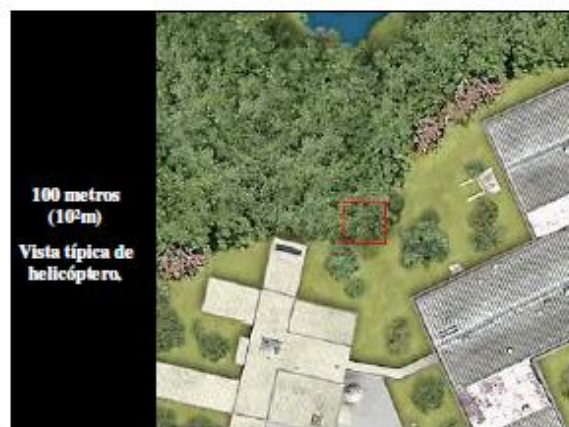 100 metros
(10²m)
Vista típica de
helicóptero.